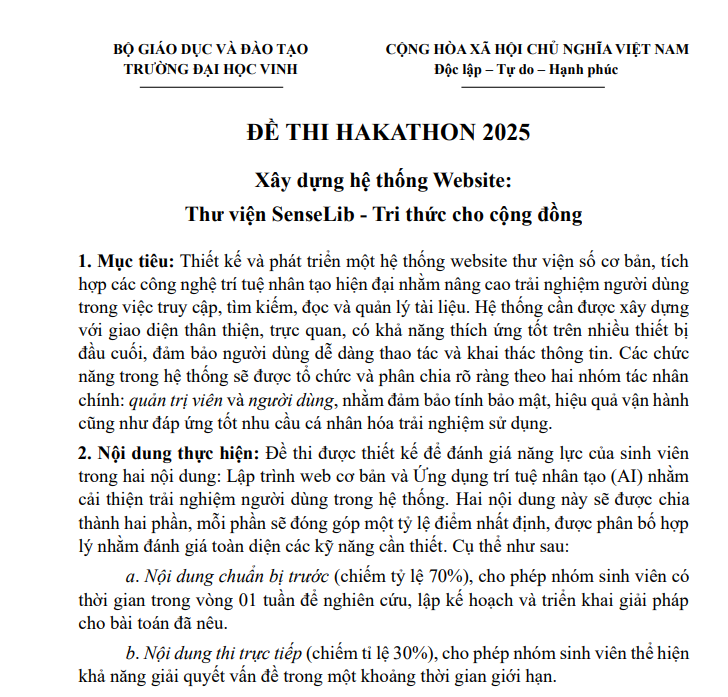 BỘ GIÁO DỤC VÀ ĐÀO TẠO
TRƯỜNG ĐẠI HỌC VINH
CỘNG HÒA XÃ HỘI CHỦ NGHĨA VIỆT NAM
Độc lập – Tự do – Hạnh phúc
ĐỀ THI HAKATHON 2025
Xây dựng hệ thống Website:
Thư viện SenseLib - Tri thức cho cộng đồng
1. Mục tiêu: Thiết kế và phát triển một hệ thống website thư viện số cơ bản, tích
hợp các công nghệ trí tuệ nhân tạo hiện đại nhằm nâng cao trải nghiệm người dùng
trong việc truy cập, tìm kiếm, đọc và quản lý tài liệu. Hệ thống cần được xây dựng
với giao diện thân thiện, trực quan, có khả năng thích ứng tốt trên nhiều thiết bị
đầu cuối, đảm bảo người dùng dễ dàng thao tác và khai thác thông tin. Các chức
năng trong hệ thống sẽ được tổ chức và phân chia rõ ràng theo hai nhóm tác nhân
chính: quản trị viên và người dùng, nhằm đảm bảo tính bảo mật, hiệu quả vận hành
cũng như đáp ứng tốt nhu cầu cá nhân hóa trải nghiệm sử dụng.
2. Nội dung thực hiện: Đề thi được thiết kế để đánh giá năng lực của sinh viên
trong hai nội dung: Lập trình web cơ bản và Ứng dụng trí tuệ nhân tạo (AI) nhằm
cải thiện trải nghiệm người dùng trong hệ thống. Hai nội dung này sẽ được chia
thành hai phần, mỗi phần sẽ đóng góp một tỷ lệ điểm nhất định, được phân bố hợp
lý nhằm đánh giá toàn diện các kỹ năng cần thiết. Cụ thể như sau:
a. Nội dung chuẩn bị trước (chiếm tỷ lệ 70%), cho phép nhóm sinh viên có
thời gian trong vòng 01 tuần để nghiên cứu, lập kế hoạch và triển khai giải pháp
cho bài toán đã nêu.
b. Nội dung thi trực tiếp (chiếm tỉ lệ 30%), cho phép nhóm sinh viên thể hiện
khả năng giải quyết vấn đề trong một khoảng thời gian giới hạn.